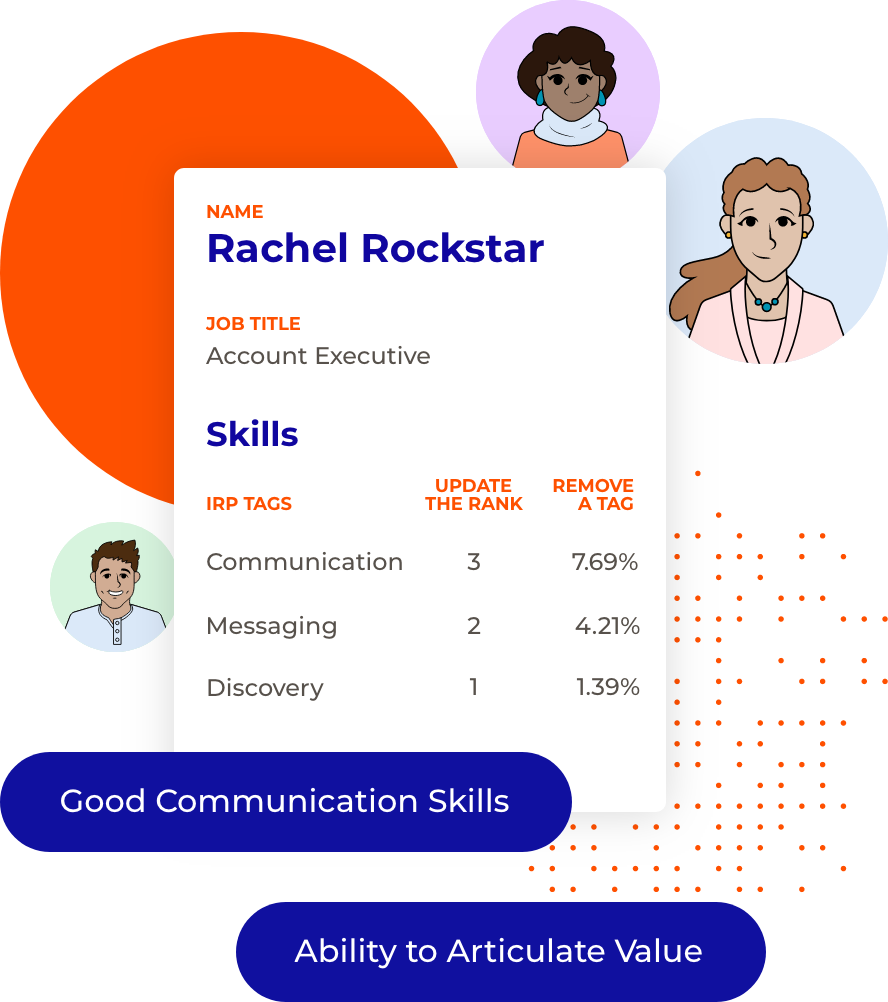 NAME
Rachel Rockstar
JOB TITLE
Account Executive
Skills
IRP TAGS UPDATE THE RANK REMOVE A TAG
Communication 3 7.69%
Messaging 2 4.21%
Discovery 1 1.39%
Good Communication Skills
Ability to Articulate Value